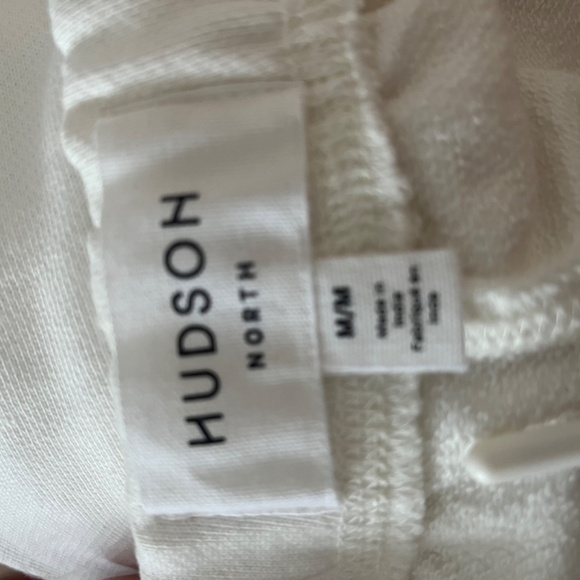 HUDSON
NORTH
M/M
Made in
India
Fabriqué en
Inde